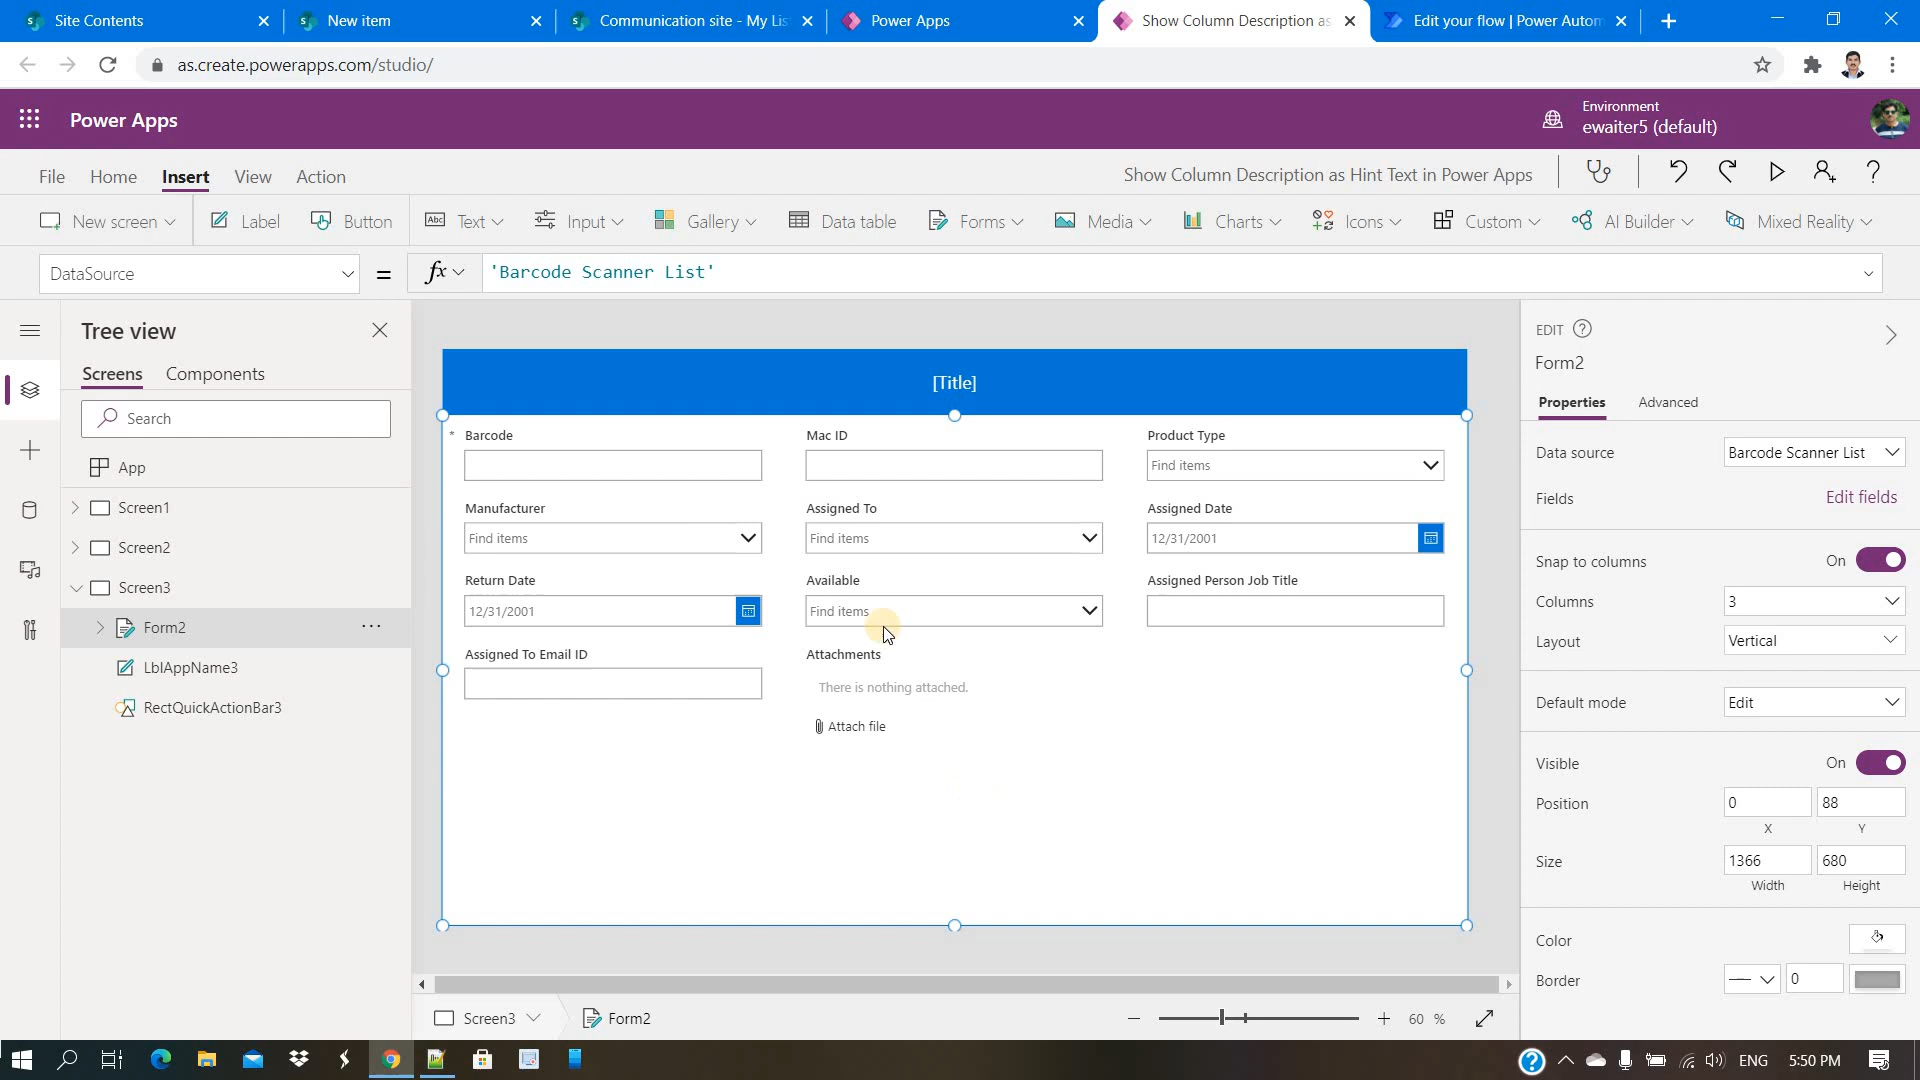 Site Contents
New item
Communication site - My Lis
Power Apps
Show Column Description as
Edit your flow | Power Autom
as.create.powerapps.com/studio/
Power Apps
Environment
ewaiter5 (default)
File
Home
Insert
View
Action
Show Column Description as Hint Text in Power Apps
New screen
Label
Button
Abc Text
Input
Gallery
Data table
Forms
Media
Charts
Icons
Custom
AI Builder
Mixed Reality
DataSource
=
fx
'Barcode Scanner List'
Tree view
Screens
Components
Search
App
Screen1
Screen2
Screen3
Form2
LblAppName3
RectQuickActionBar3
[Title]
* Barcode
Mac ID
Product Type
Find items
Manufacturer
Assigned To
Assigned Date
Find items
Find items
12/31/2001
Return Date
Available
Assigned Person Job Title
12/31/2001
Find items
Assigned To Email ID
Attachments
There is nothing attached.
Attach file
EDIT
Form2
Properties
Advanced
Data source
Barcode Scanner List
Fields
Edit fields
Snap to columns
On
Columns
3
Layout
Vertical
Default mode
Edit
Visible
On
Position
0
88
X
Y
Size
1366
680
Width
Height
Color
Border
0
Screen3
Form2
60 %
ENG
5:50 PM